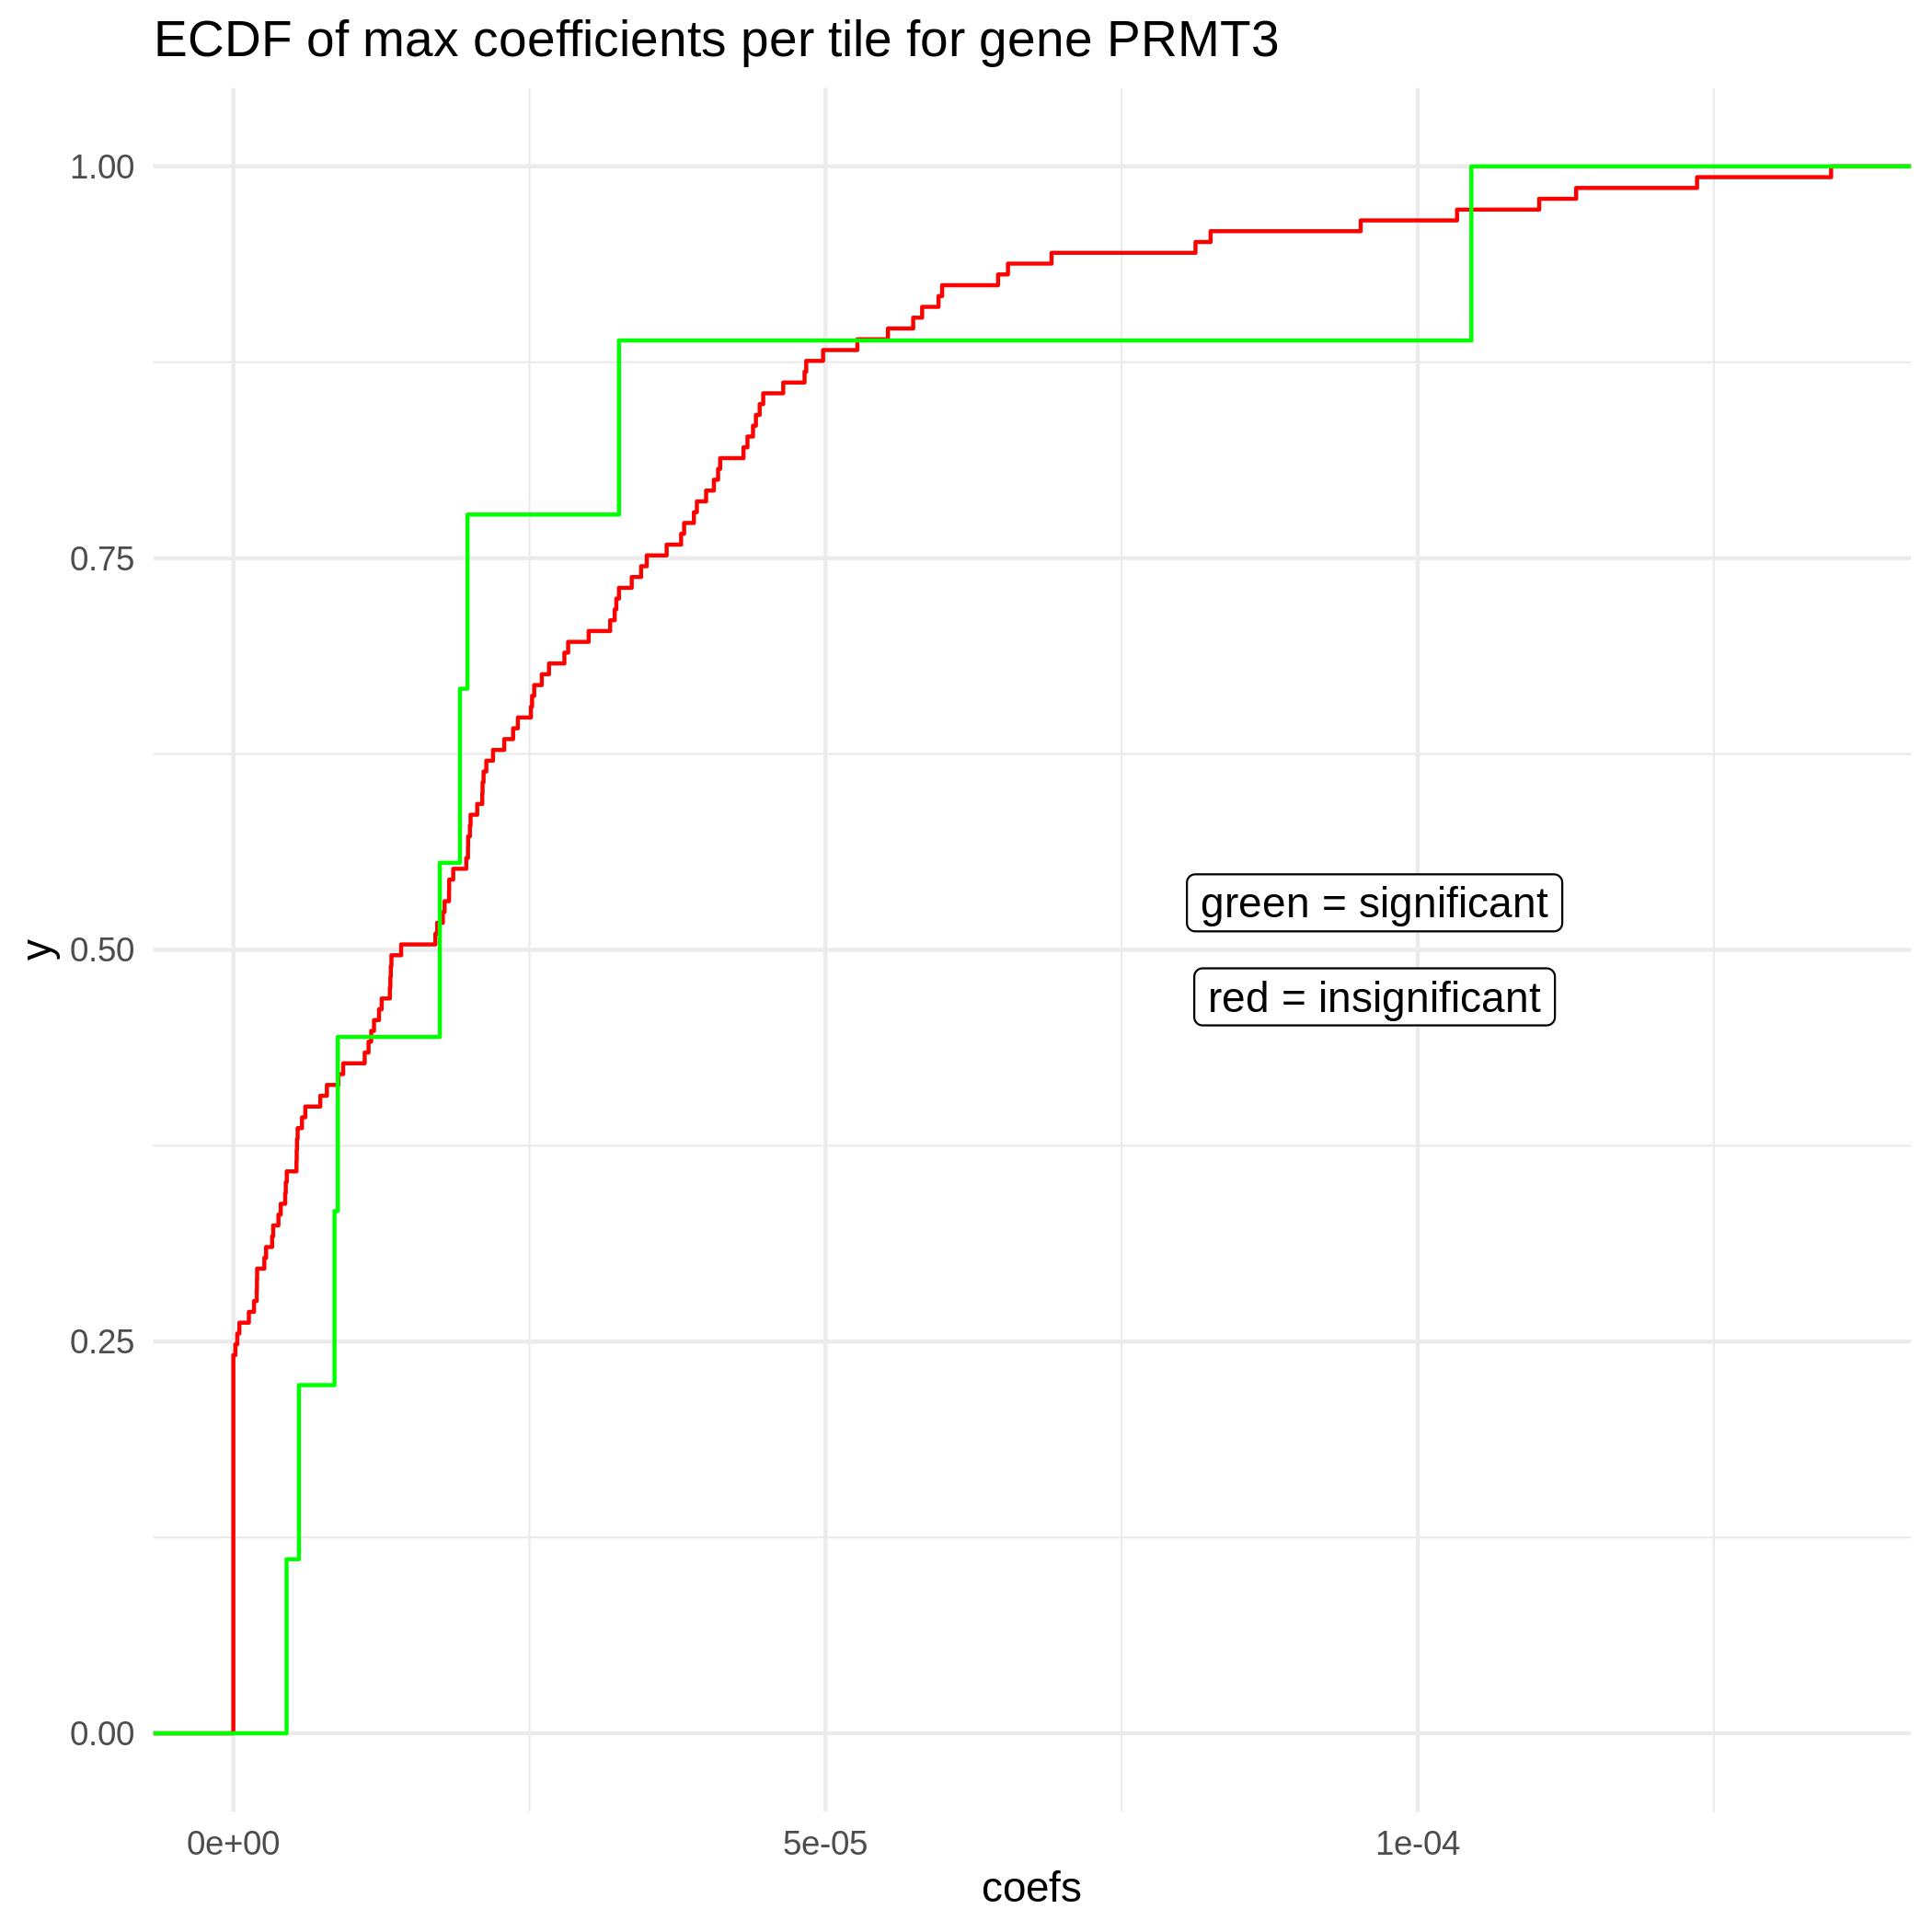 ECDF of max coefficients per tile for gene PRMT3
1.00
0.75
0.50
0.25
0.00
y
green = significant
red = insignificant
0e+00 5e-05 1e-04
coefs